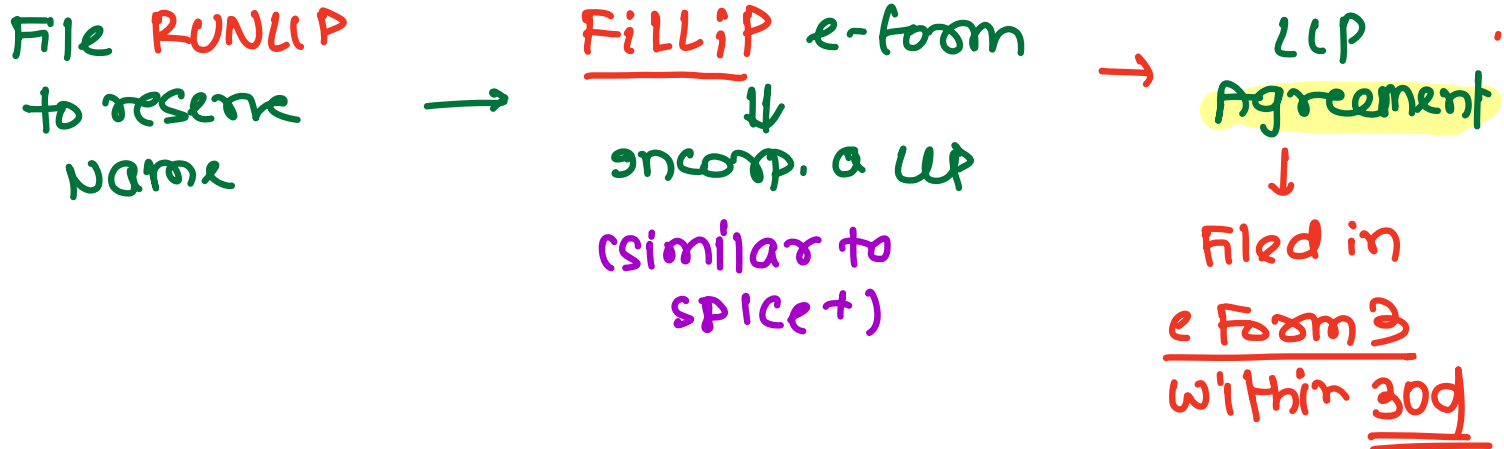 File RUNLLP
to reserve
Name
→
FiLLiP e-form
⇓
Incorp. a LLP
(similar to
SPICe+)
→
LLP
Agreement
↓
Filed in
e Form 3
within 30d